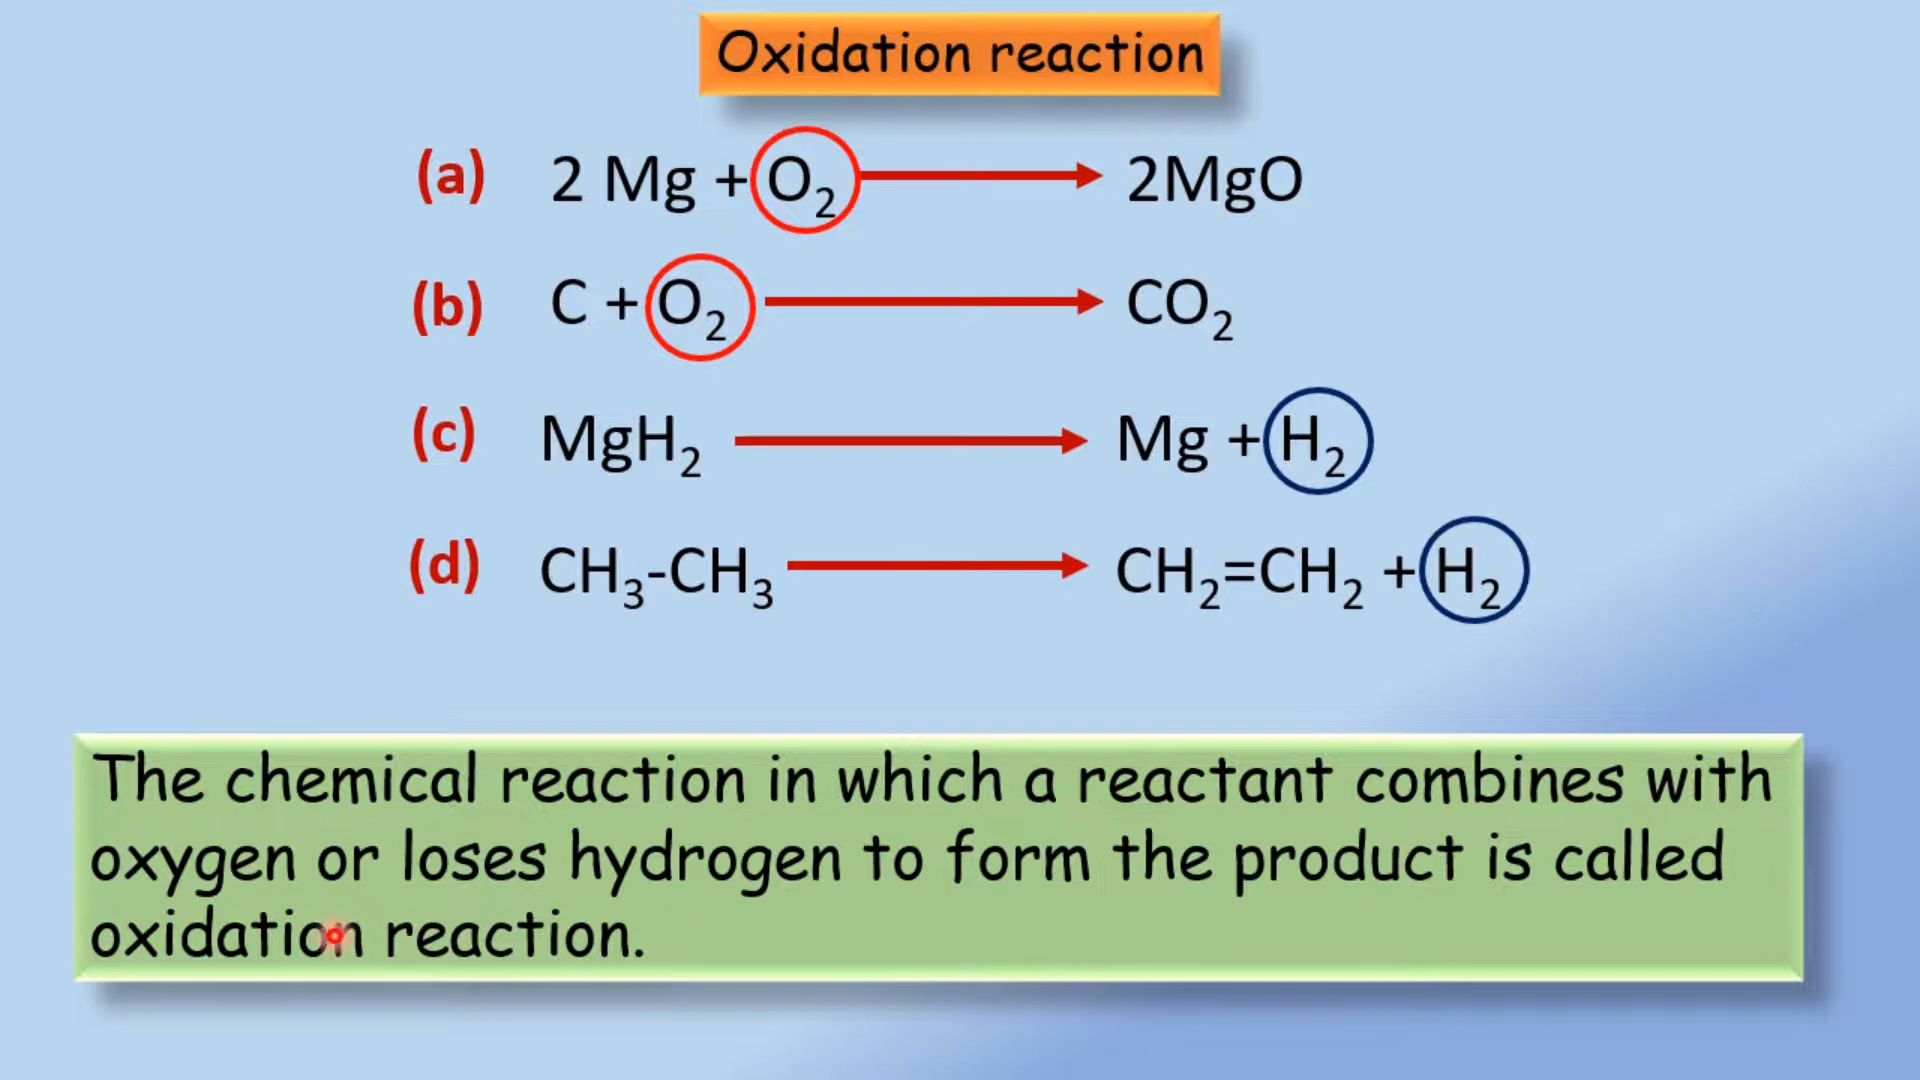 Oxidation reaction
(a) 2 Mg + O₂ → 2MgO
(b) C + O₂ → CO₂
(c) MgH₂ → Mg + H₂
(d) CH₃-CH₃ → CH₂=CH₂ + H₂
The chemical reaction in which a reactant combines with
oxygen or loses hydrogen to form the product is called
oxidation reaction.